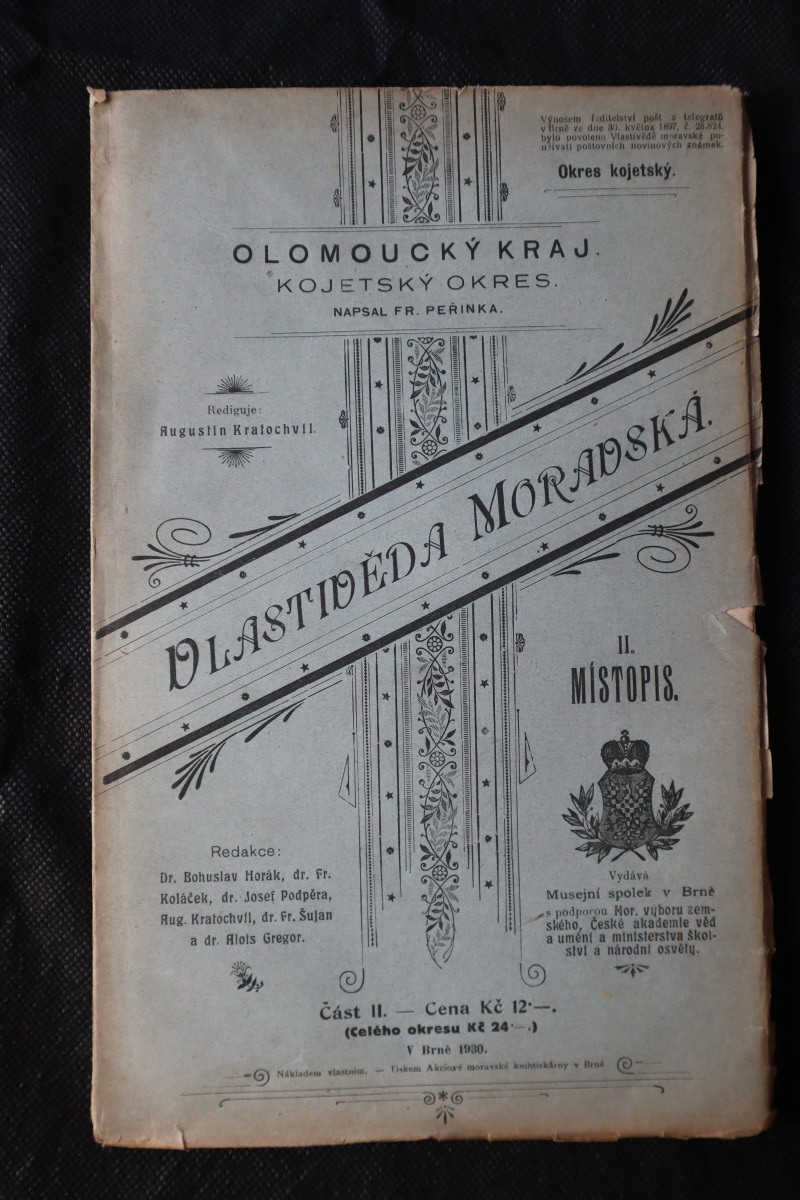 Výnosem ředitelství pošt a telegrafů
v Brně ze dne 30. května 1897, č. 28.824,
bylo povoleno Vlastivědě moravské po-
užívati poštovních novinových známek.
Okres kojetský.
OLOMOUCKÝ KRAJ.
KOJETSKÝ OKRES.
NAPSAL FR. PEŘINKA.
Rediguje:
Augustin Kratochvíl.
VLASTIVĚDA MORAVSKÁ.
II.
MÍSTOPIS.
Redakce:
Dr. Bohuslav Horák, dr. Fr.
Koláček, dr. Josef Podpěra,
Aug. Kratochvíl, dr. Fr. Šujan
a dr. Alois Gregor.
Vydává
Musejní spolek v Brně
s podporou Mor. výboru zem-
ského, České akademie věd
a umění a ministerstva škol-
ství a národní osvěty.
Část II. — Cena Kč 12·—.
(Celého okresu Kč 24·—.)
V Brně 1930.
Nákladem vlastním. — Tiskem Akciové moravské knihtiskárny v Brně